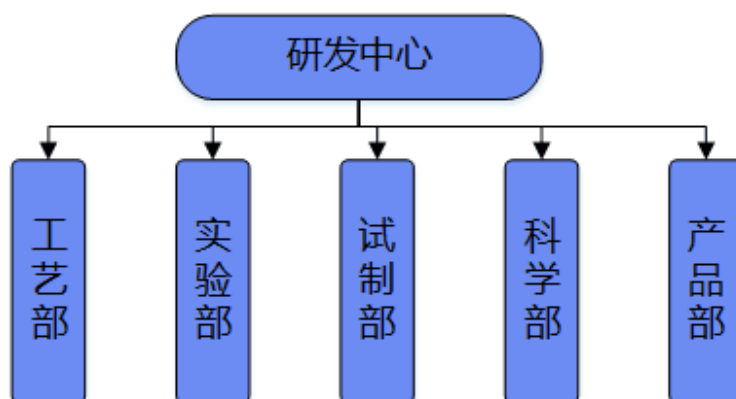 研发中心
工艺部
实验部
试制部
科学部
产品部